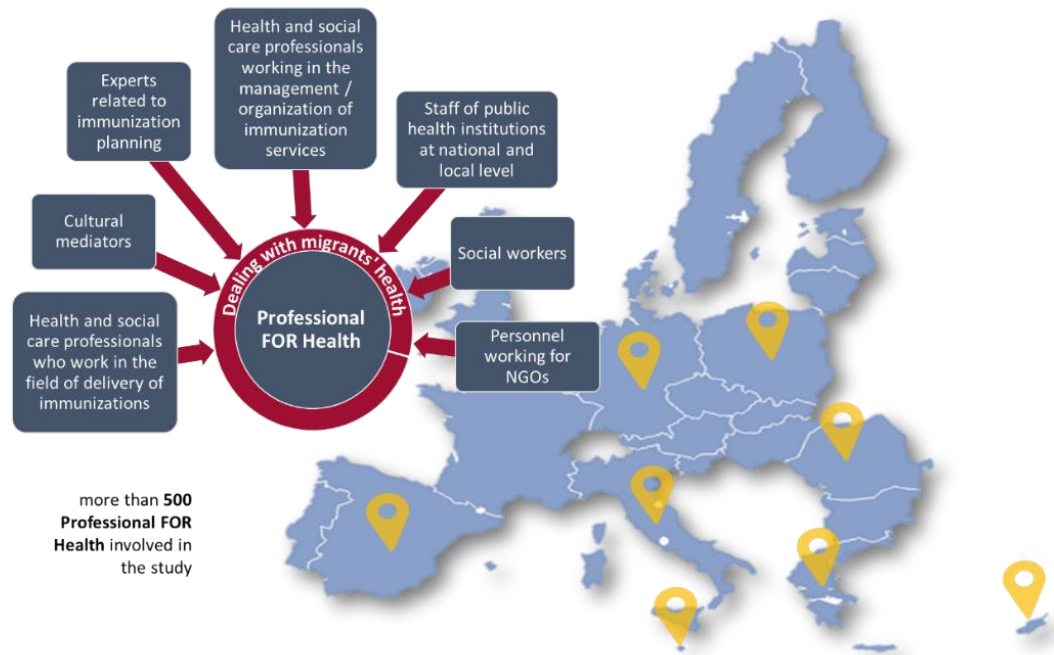 Health and social
care professionals
working in the
management /
organization of
immunization
services
Experts
related to
immunization
planning
Staff of public
health institutions
at national and
local level
Cultural
mediators
Dealing with migrants' health
Social workers
Professional
FOR Health
Health and social
care professionals
who work in the
field of delivery of
immunizations
Personnel
working for
NGOs
more than 500
Professional FOR
Health involved in
the study